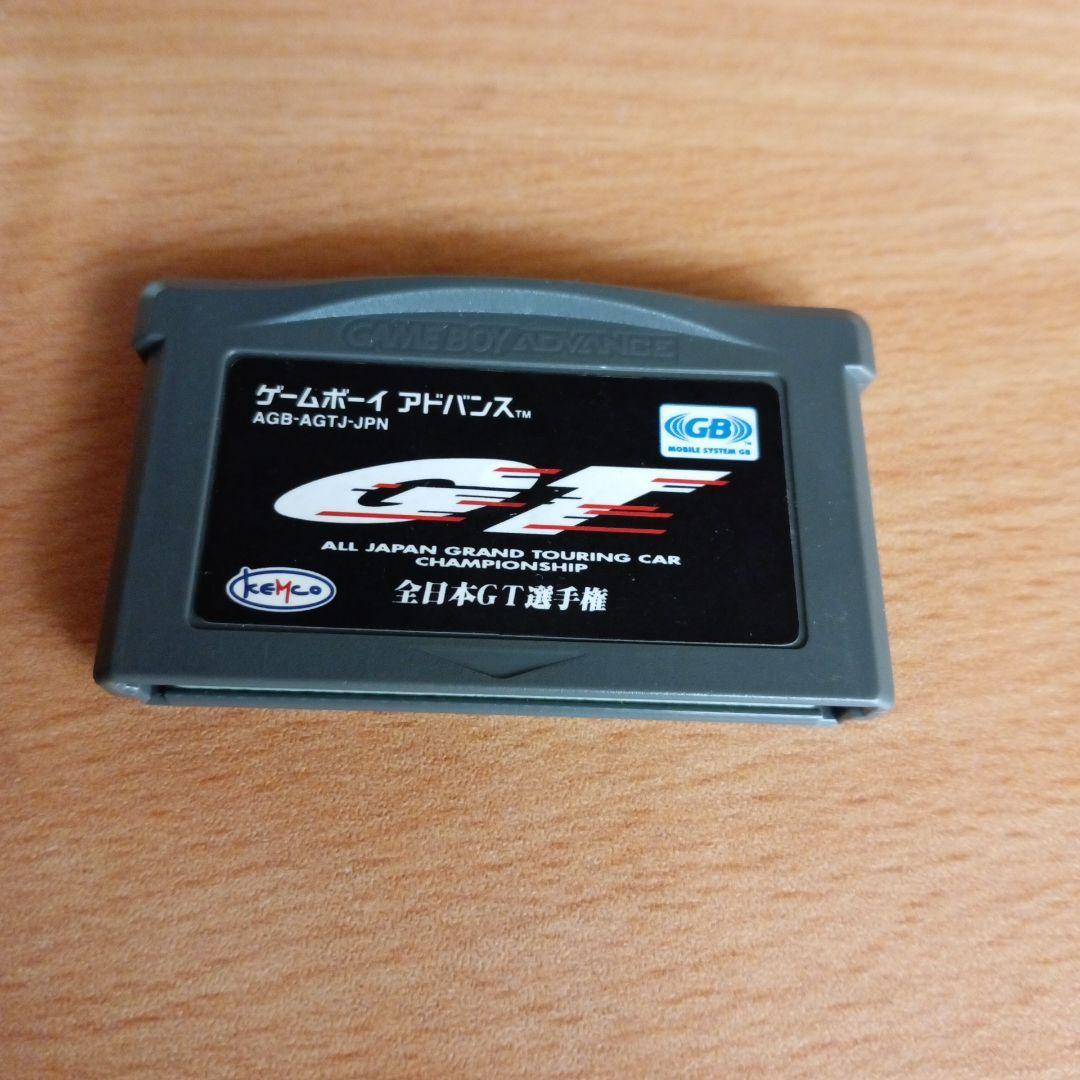 GAME BOY ADVANCE
ゲームボーイ アドバンス™
AGB-AGTJ-JPN
GB™
MOBILE SYSTEM GB
GT
ALL JAPAN GRAND TOURING CAR
CHAMPIONSHIP
KEMCO
全日本GT選手権